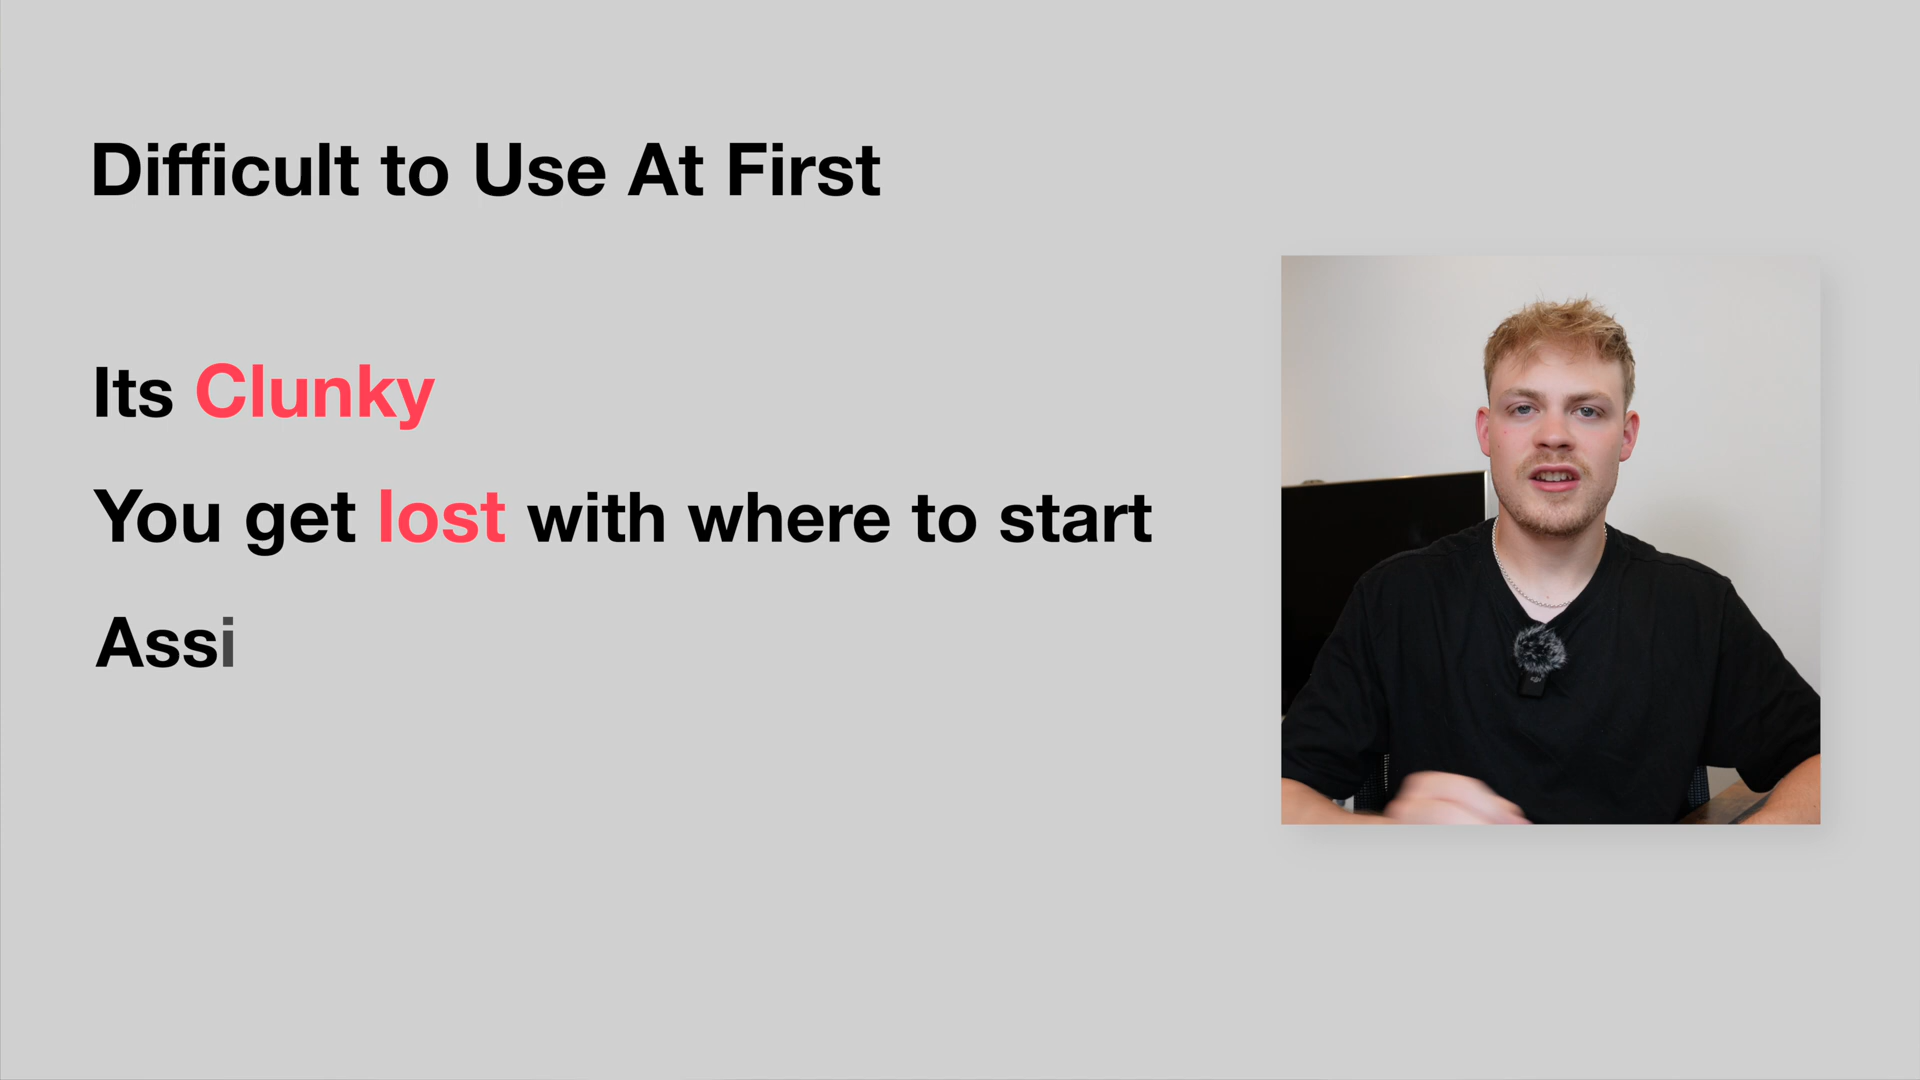 Difficult to Use At First
Its Clunky
You get lost with where to start
Assi